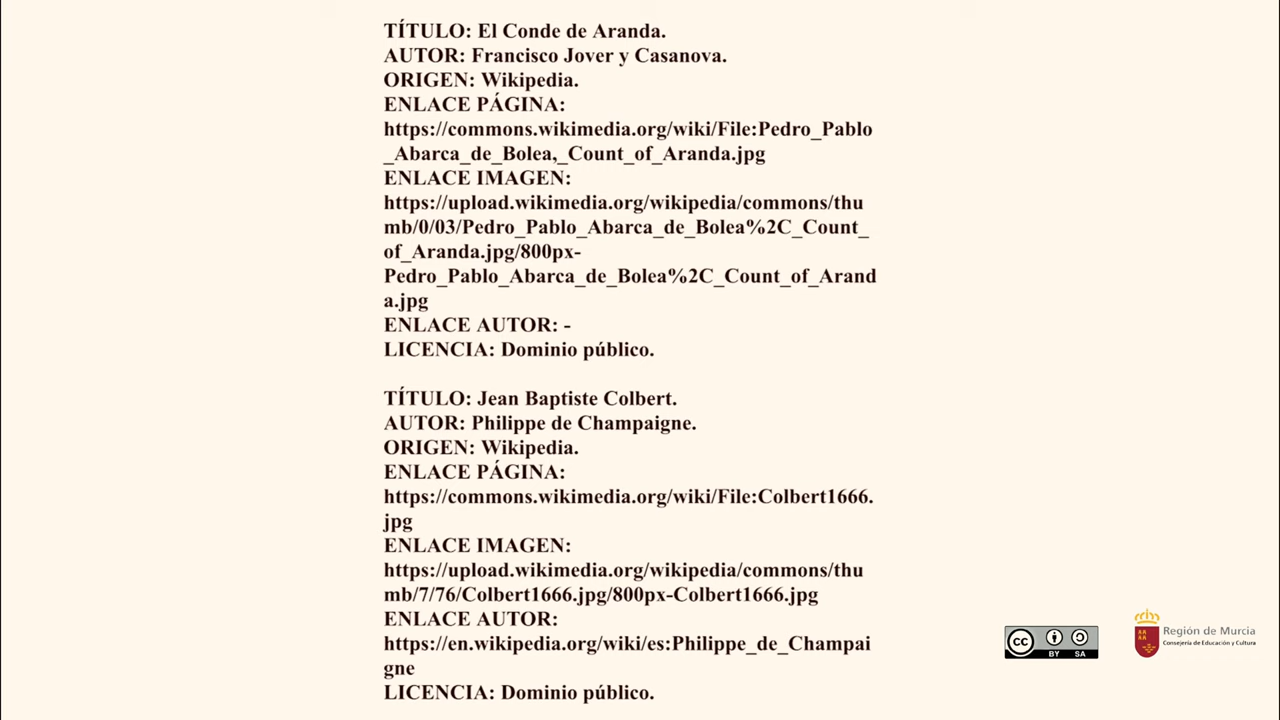 TÍTULO: El Conde de Aranda.
AUTOR: Francisco Jover y Casanova.
ORIGEN: Wikipedia.
ENLACE PÁGINA:
https://commons.wikimedia.org/wiki/File:Pedro_Pablo
_Abarca_de_Bolea,_Count_of_Aranda.jpg
ENLACE IMAGEN:
https://upload.wikimedia.org/wikipedia/commons/thu
mb/0/03/Pedro_Pablo_Abarca_de_Bolea%2C_Count_
of_Aranda.jpg/800px-
Pedro_Pablo_Abarca_de_Bolea%2C_Count_of_Arand
a.jpg
ENLACE AUTOR: -
LICENCIA: Dominio público.
TÍTULO: Jean Baptiste Colbert.
AUTOR: Philippe de Champaigne.
ORIGEN: Wikipedia.
ENLACE PÁGINA:
https://commons.wikimedia.org/wiki/File:Colbert1666.
jpg
ENLACE IMAGEN:
https://upload.wikimedia.org/wikipedia/commons/thu
mb/7/76/Colbert1666.jpg/800px-Colbert1666.jpg
ENLACE AUTOR:
https://en.wikipedia.org/wiki/es:Philippe_de_Champai
gne
LICENCIA: Dominio público.
CC BY SA
Región de Murcia
Consejería de Educación y Cultura